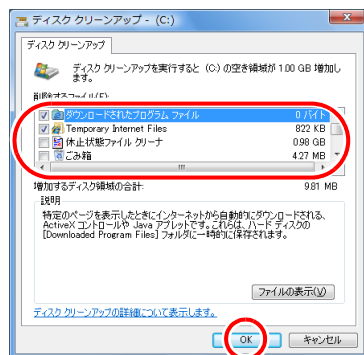 ディスク クリーンアップ - (C:)
ディスク クリーンアップ
ディスク クリーンアップを実行すると (C:) の空き領域が 1.00 GB 増加し
ます。
削除するファイル(F):
ダウンロードされたプログラム ファイル 0 バイト
Temporary Internet Files 822 KB
休止状態ファイル クリーナ 0.98 GB
ごみ箱 4.27 MB
増加するディスク領域の合計: 9.81 MB
説明
特定のページを表示したときにインターネットから自動的にダウンロードされる、
ActiveX コントロールや Java アプレットです。これらは、ハード ディスクの
[Downloaded Program Files] フォルダに一時的に保存されます。
ファイルの表示(V)
ディスク クリーンアップの詳細について表示します。
OK
キャンセル